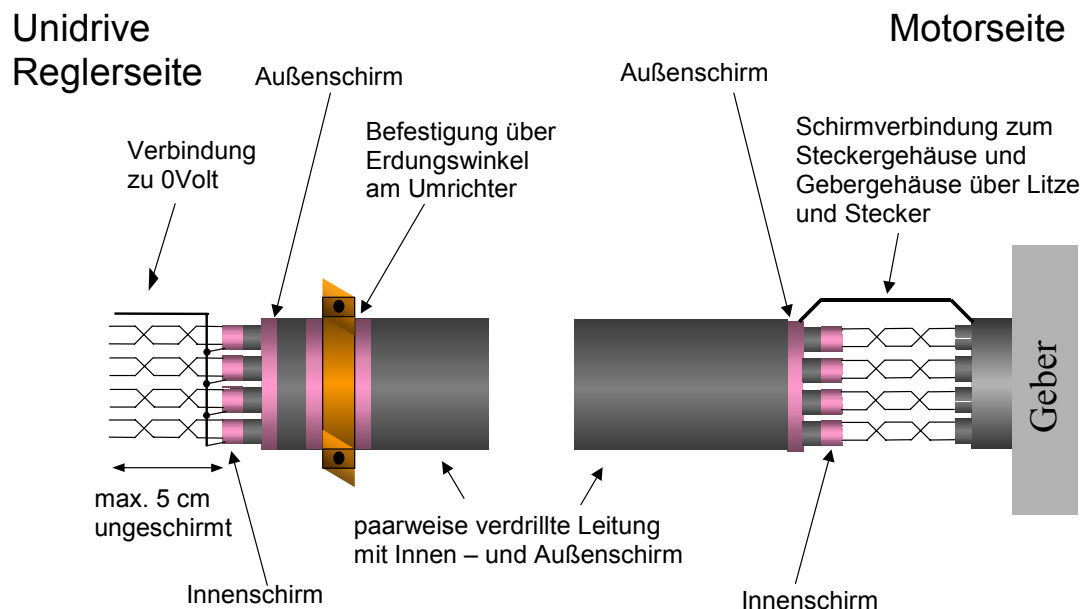 Unidrive
Reglerseite
Motorseite
Außenschirm
Außenschirm
Befestigung über
Erdungswinkel
am Umrichter
Schirmverbindung zum
Steckergehäuse und
Gebergehäuse über Litze
und Stecker
Verbindung
zu 0Volt
Geber
max. 5 cm
ungeschirmt
paarweise verdrillte Leitung
mit Innen – und Außenschirm
Innenschirm
Innenschirm